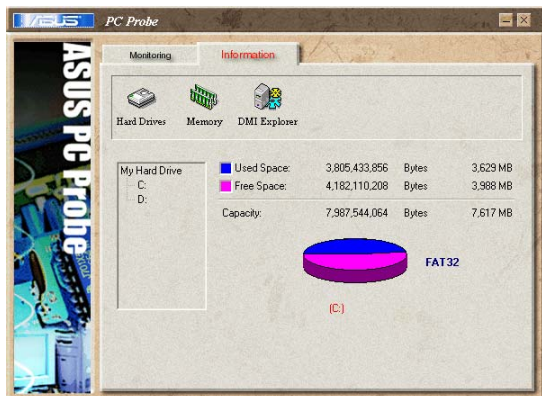 ASUS PC Probe
ASUS PC Probe
Monitoring Information
Hard Drives Memory DMI Explorer
My Hard Drive
C:
D:
Used Space: 3,805,433,856 Bytes 3,629 MB
Free Space: 4,182,110,208 Bytes 3,988 MB
Capacity: 7,987,544,064 Bytes 7,617 MB
FAT32
(C:)